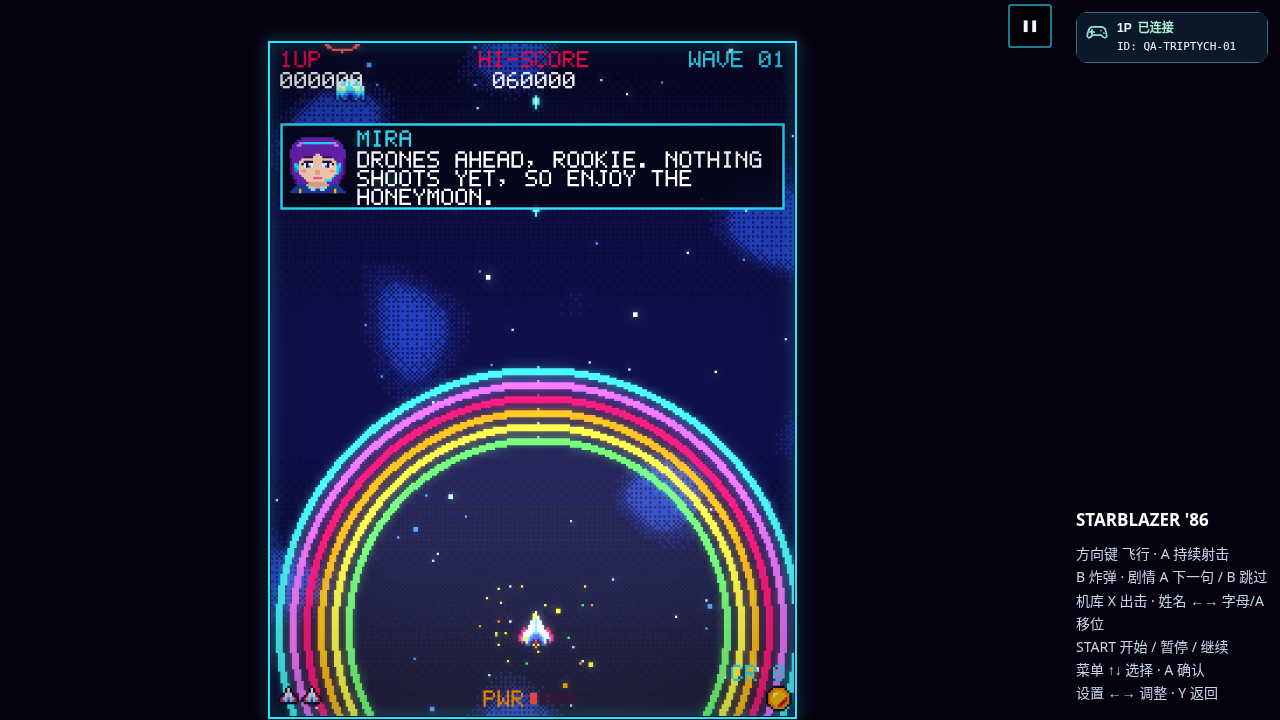 1UP
HI-SCORE
WAVE 01
000000
060000
MIRA
DRONES AHEAD, ROOKIE. NOTHING
SHOOTS YET, SO ENJOY THE
HONEYMOON.
CR 0
PWR
1P 已连接
ID: QA-TRIPTYCH-01
STARBLAZER '86
方向键 飞行 · A 持续射击
B 炸弹 · 剧情 A 下一句 / B 跳过
机库 X 出击 · 姓名 ←→ 字母/A
移位
START 开始 / 暂停 / 继续
菜单 ↑↓ 选择 · A 确认
设置 ←→ 调整 · Y 返回